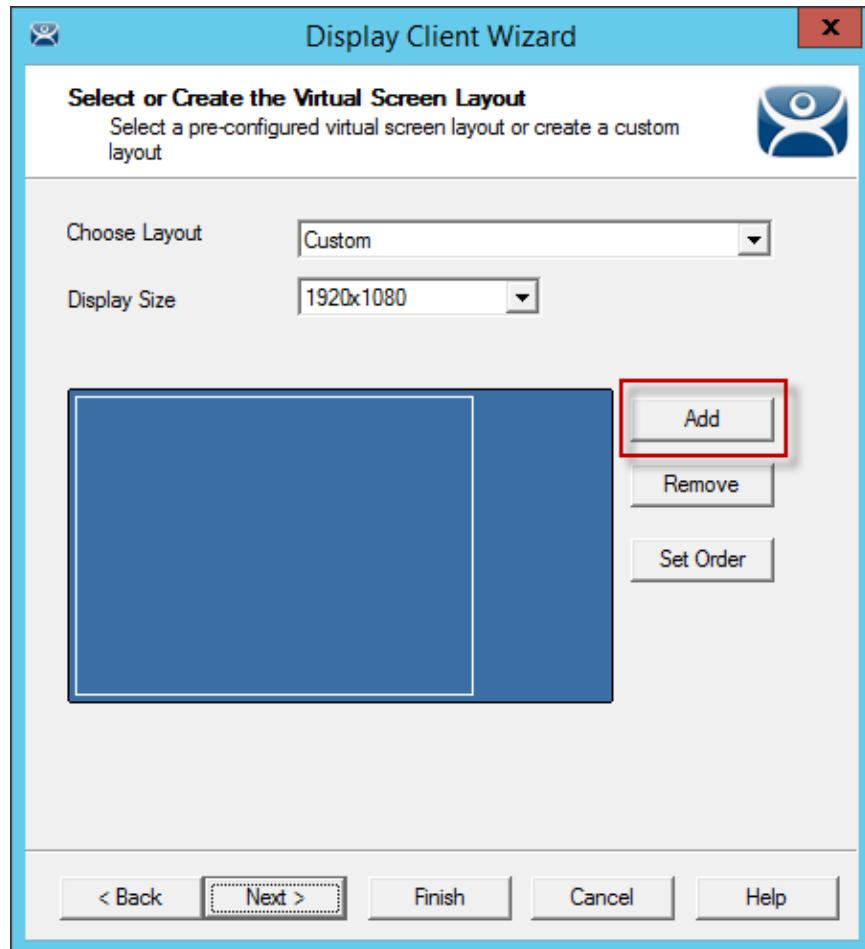 Display Client Wizard
x
Select or Create the Virtual Screen Layout
Select a pre-configured virtual screen layout or create a custom
layout
Choose Layout
Custom
Display Size
1920x1080
Add
Remove
Set Order
< Back
Next >
Finish
Cancel
Help